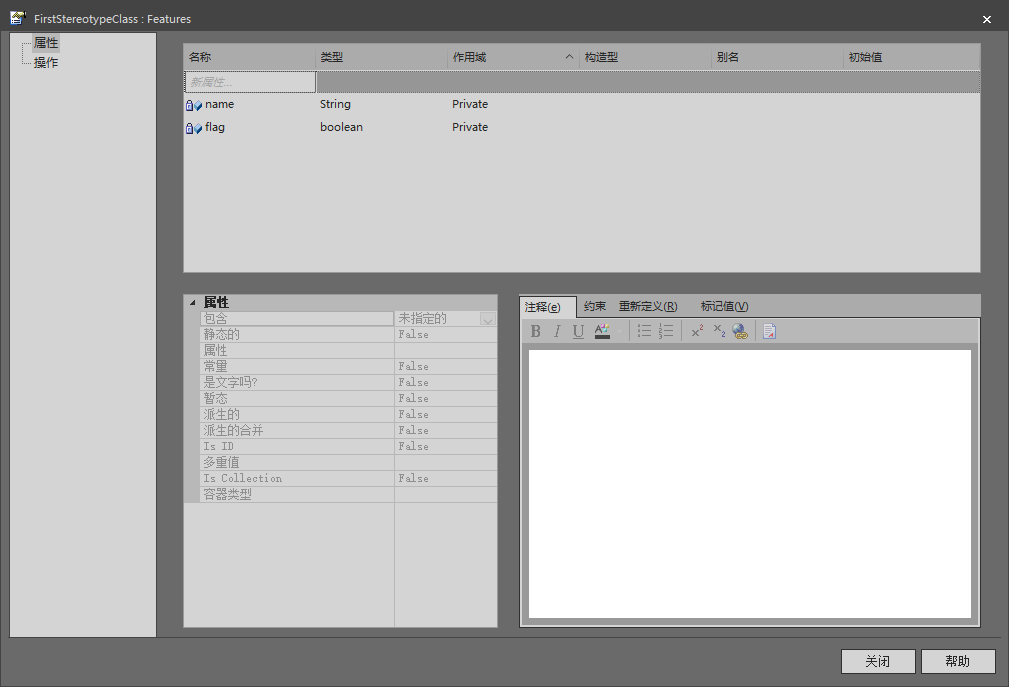 FirstStereotypeClass : Features
属性
操作
名称 类型 作用域 构造型 别名 初始值
新属性...
name String Private
flag boolean Private
属性
包含 未指定的
静态的 False
属性
常量 False
是文字吗? False
暂态 False
派生的 False
派生的合并 False
Is ID False
多重值
Is Collection False
容器类型
注释(e) 约束 重新定义(R) 标记值(V)
关闭 帮助